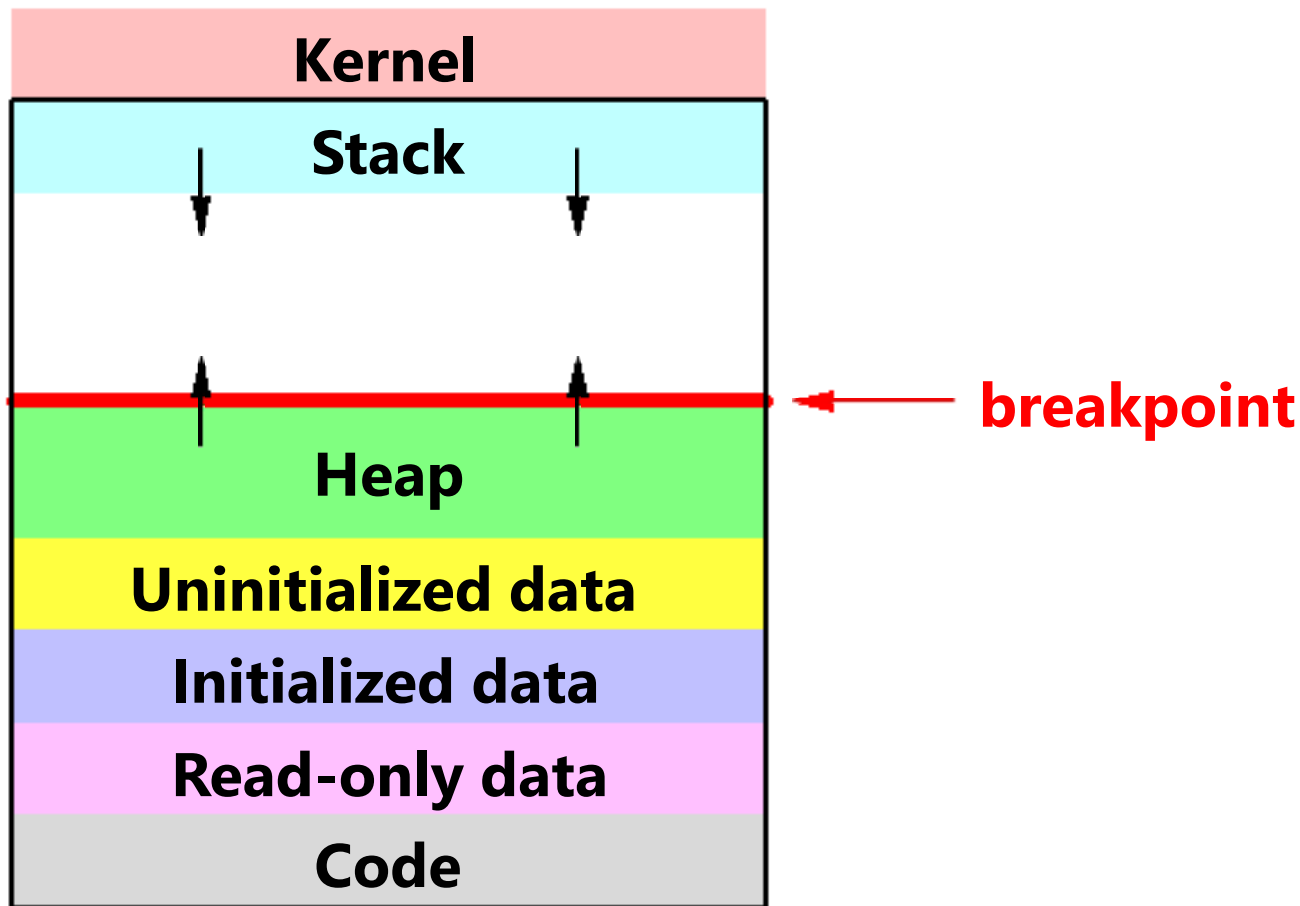 Kernel
Stack
breakpoint
Heap
Uninitialized data
Initialized data
Read-only data
Code